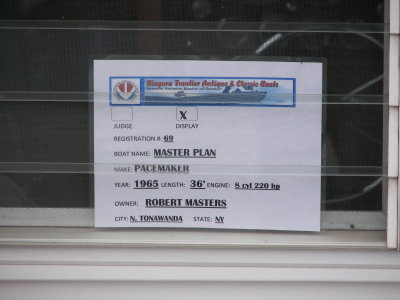 Niagara Frontier Antique & Classic Boats
X
JUDGE DISPLAY
REGISTRATION #: 69
BOAT NAME: MASTER PLAN
MAKE: PACEMAKER
YEAR: 1965 LENGTH: 36' ENGINE: 8 cyl 220 hp
OWNER: ROBERT MASTERS
CITY: N. TONAWANDA STATE: NY